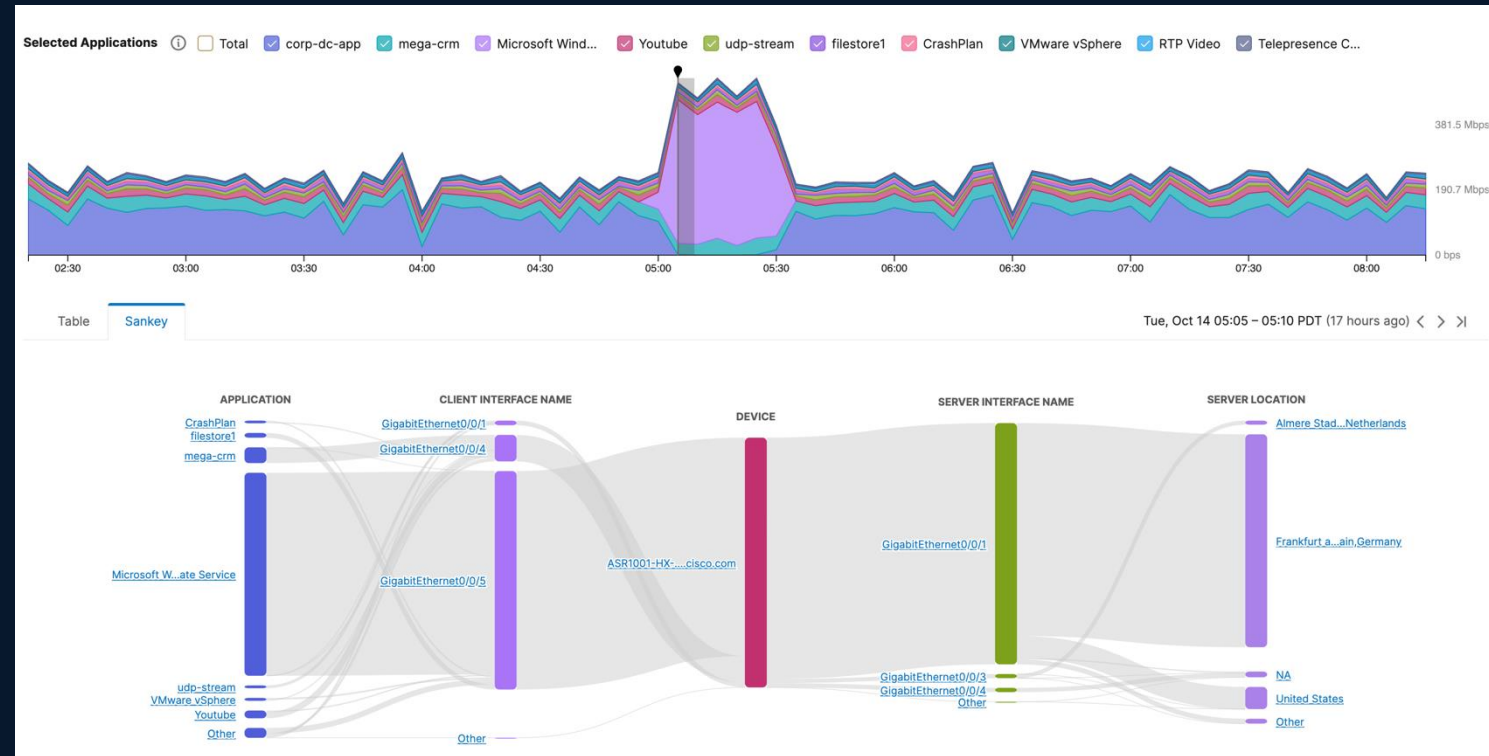 Selected Applications Total corp-dc-app mega-crm Microsoft Wind... Youtube udp-stream filestore1 CrashPlan VMware vSphere RTP Video Telepresence C...
381.5 Mbps
190.7 Mbps
0 bps
02:30 03:00 03:30 04:00 04:30 05:00 05:30 06:00 06:30 07:00 07:30 08:00
Table Sankey Tue, Oct 14 05:05 – 05:10 PDT (17 hours ago)
APPLICATION
CrashPlan
filestore1
mega-crm
Microsoft W...ate Service
udp-stream
VMware vSphere
Youtube
Other
CLIENT INTERFACE NAME
GigabitEthernet0/0/1
GigabitEthernet0/0/4
GigabitEthernet0/0/5
Other
DEVICE
ASR1001-HX-....cisco.com
SERVER INTERFACE NAME
GigabitEthernet0/0/1
GigabitEthernet0/0/3
GigabitEthernet0/0/4
Other
SERVER LOCATION
Almere Stad...Netherlands
Frankfurt a...ain,Germany
NA
United States
Other